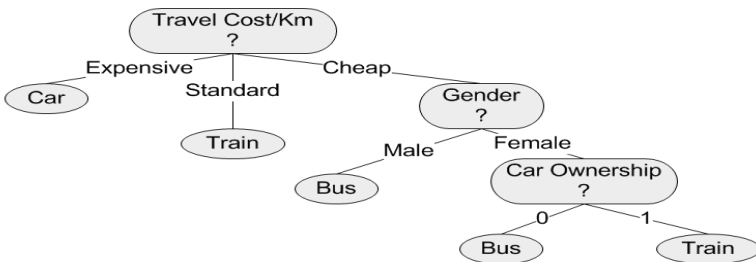 Travel Cost/Km
?
Expensive
Cheap
Car
Standard
Gender
?
Train
Male
Female
Bus
Car Ownership
?
0
1
Bus
Train